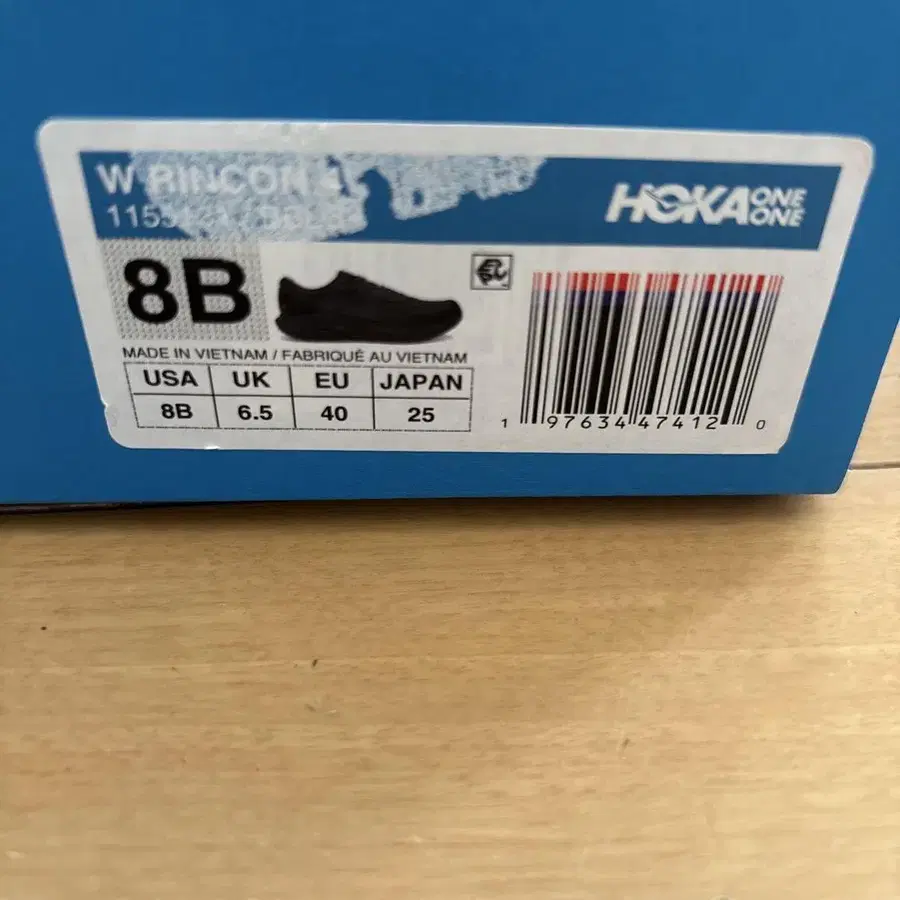 W RINCON 4
HOKA ONE ONE
8B
MADE IN VIETNAM / FABRIQUÉ AU VIETNAM
USA UK EU JAPAN
8B 6.5 40 25
1 97634 47412 0